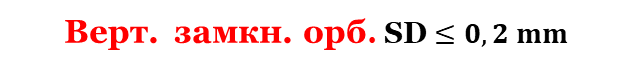 Верт. замкн. орб. SD ≤ 0, 2 mm